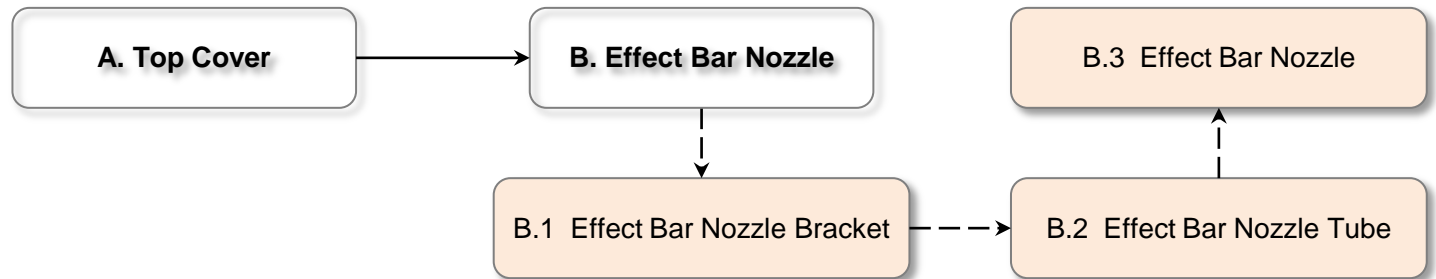 A. Top Cover
B. Effect Bar Nozzle
B.3 Effect Bar Nozzle
B.1 Effect Bar Nozzle Bracket
B.2 Effect Bar Nozzle Tube